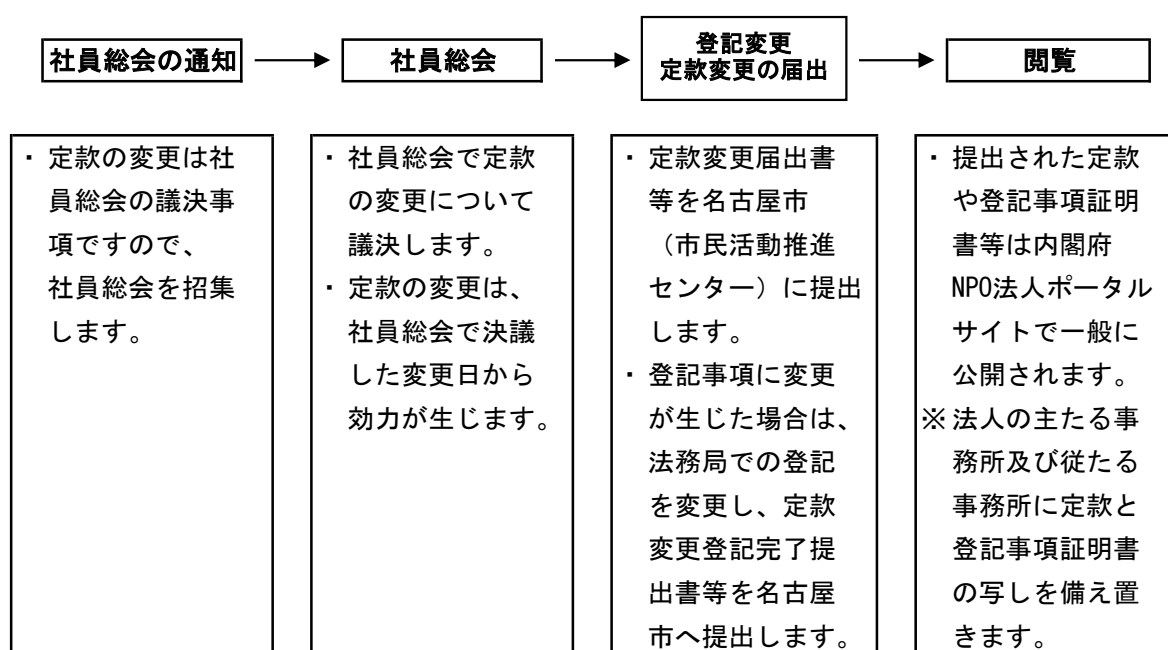 社員総会の通知
社員総会
登記変更
定款変更の届出
閲覧
・ 定款の変更は社
員総会の議決事
項ですので、
社員総会を招集
します。
・ 社員総会で定款
の変更について
議決します。
・ 定款の変更は、
社員総会で決議
した変更日から
効力が生じます。
・ 定款変更届出書
等を名古屋市
（市民活動推進
センター）に提出
します。
・ 登記事項に変更
が生じた場合は、
法務局での登記
を変更し、定款
変更登記完了提
出書等を名古屋
市へ提出します。
・ 提出された定款
や登記事項証明
書等は内閣府
NPO法人ポータル
サイトで一般に
公開されます。
※ 法人の主たる事
務所及び従たる
事務所に定款と
登記事項証明書
の写しを備え置
きます。